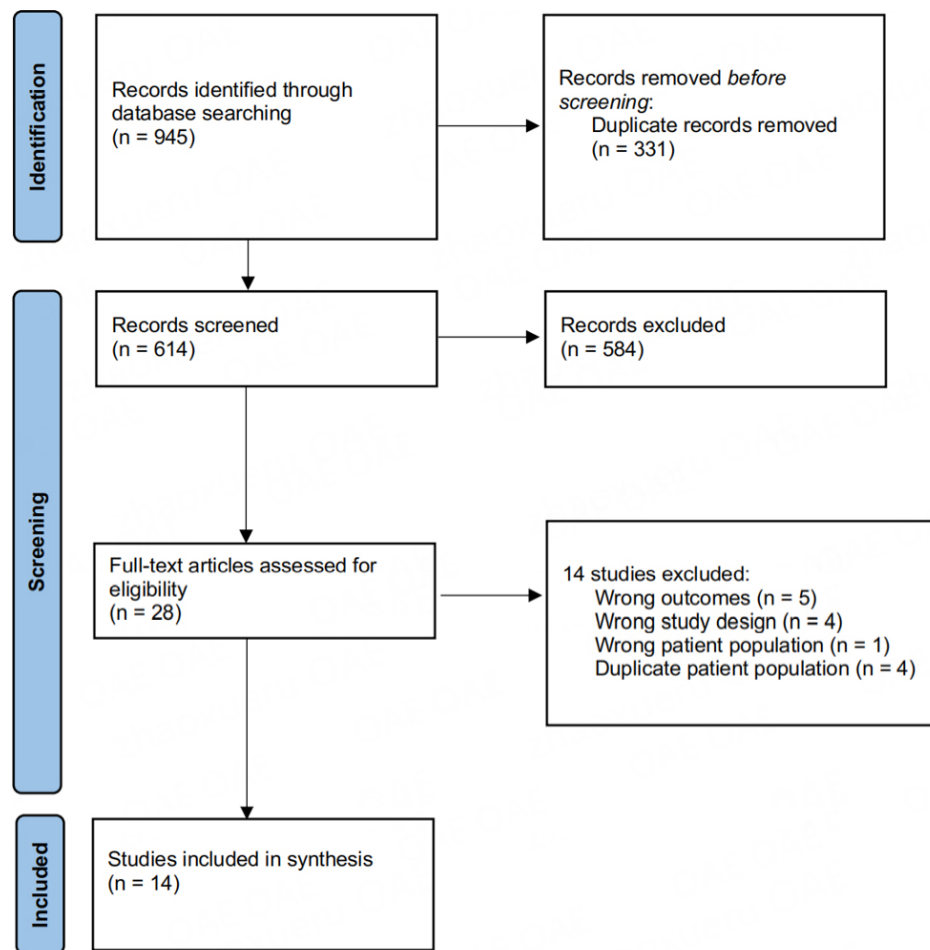 Identification
Records identified through
database searching
(n = 945)
Records removed before
screening:
Duplicate records removed
(n = 331)
Screening
Records screened
(n = 614)
Records excluded
(n = 584)
Full-text articles assessed for
eligibility
(n = 28)
14 studies excluded:
Wrong outcomes (n = 5)
Wrong study design (n = 4)
Wrong patient population (n = 1)
Duplicate patient population (n = 4)
Included
Studies included in synthesis
(n = 14)